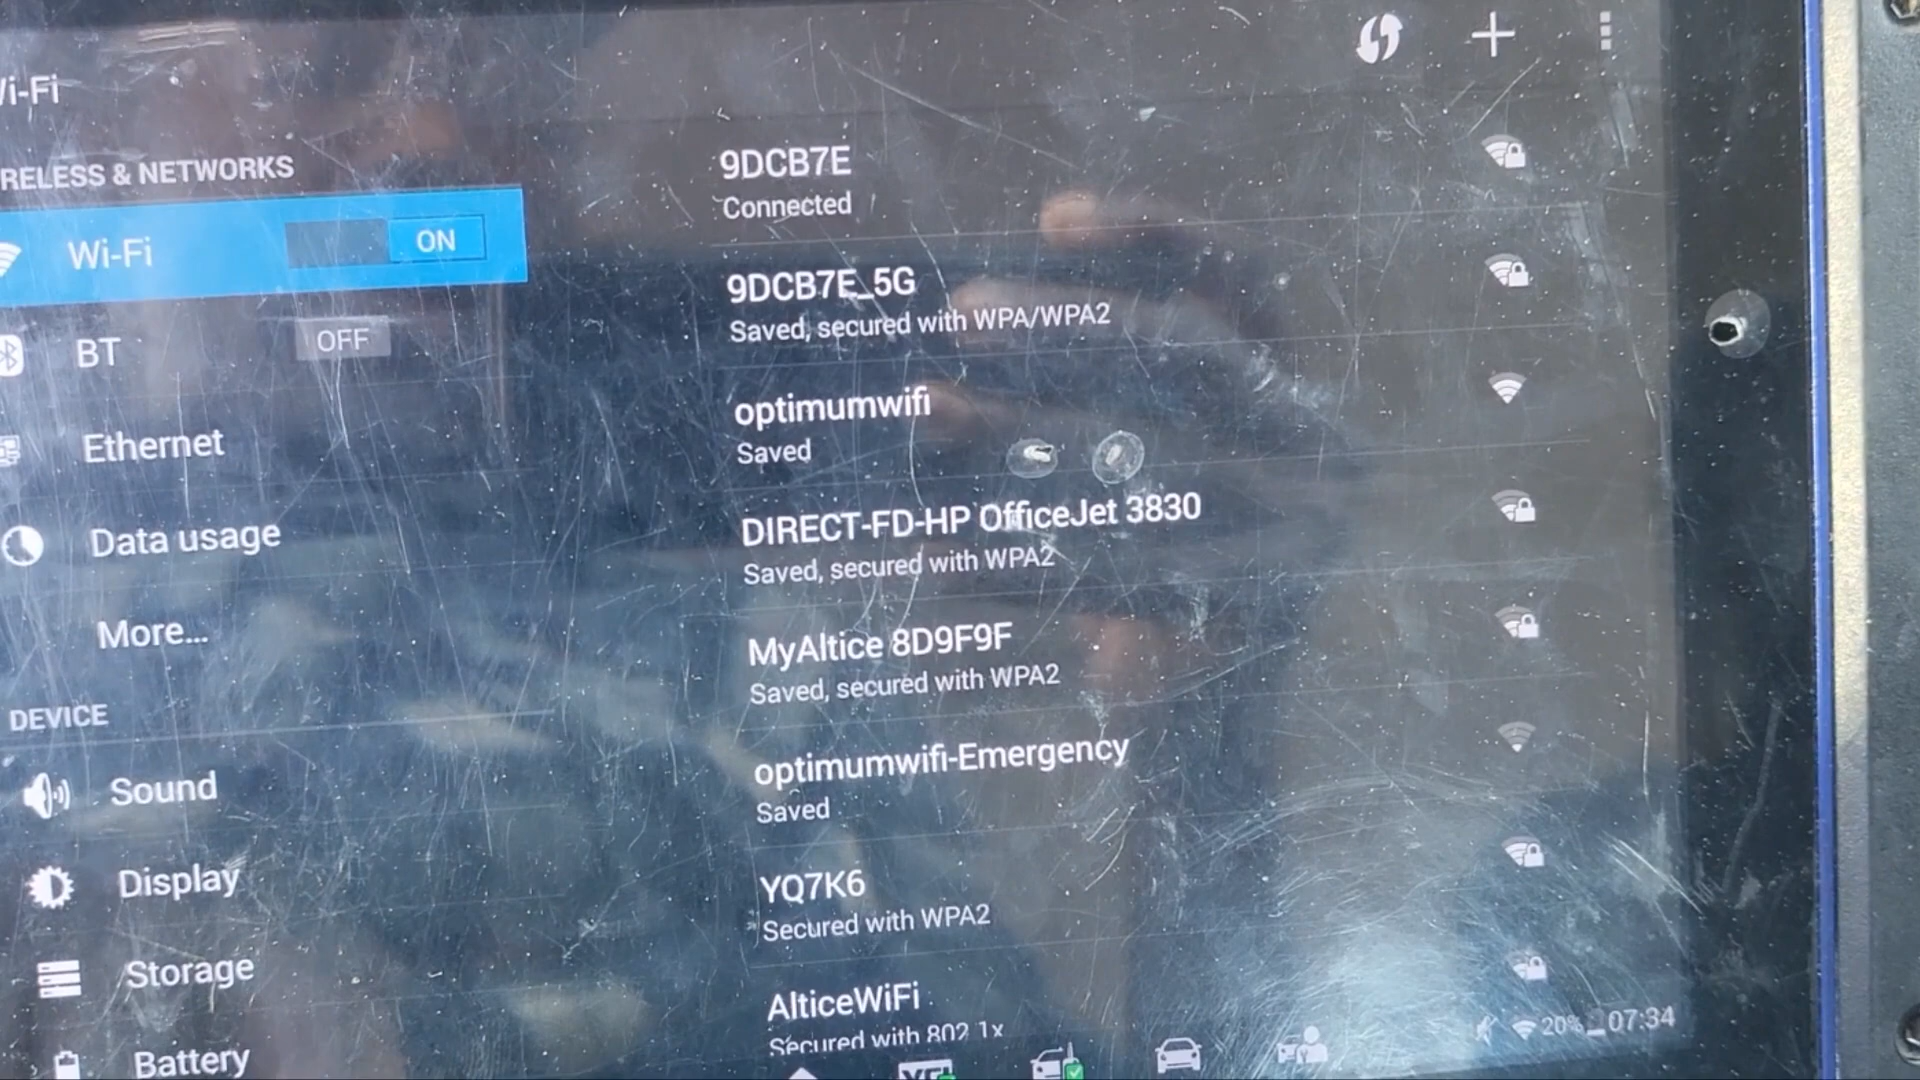 Wi-Fi
RELESS & NETWORKS
Wi-Fi ON
BT OFF
Ethernet
Data usage
More...
DEVICE
Sound
Display
Storage
Battery
9DCB7E
Connected
9DCB7E_5G
Saved, secured with WPA/WPA2
optimumwifi
Saved
DIRECT-FD-HP OfficeJet 3830
Saved, secured with WPA2
MyAltice 8D9F9F
Saved, secured with WPA2
optimumwifi-Emergency
Saved
YQ7K6
Secured with WPA2
AlticeWiFi
Secured with 802.1x
20% 07:34